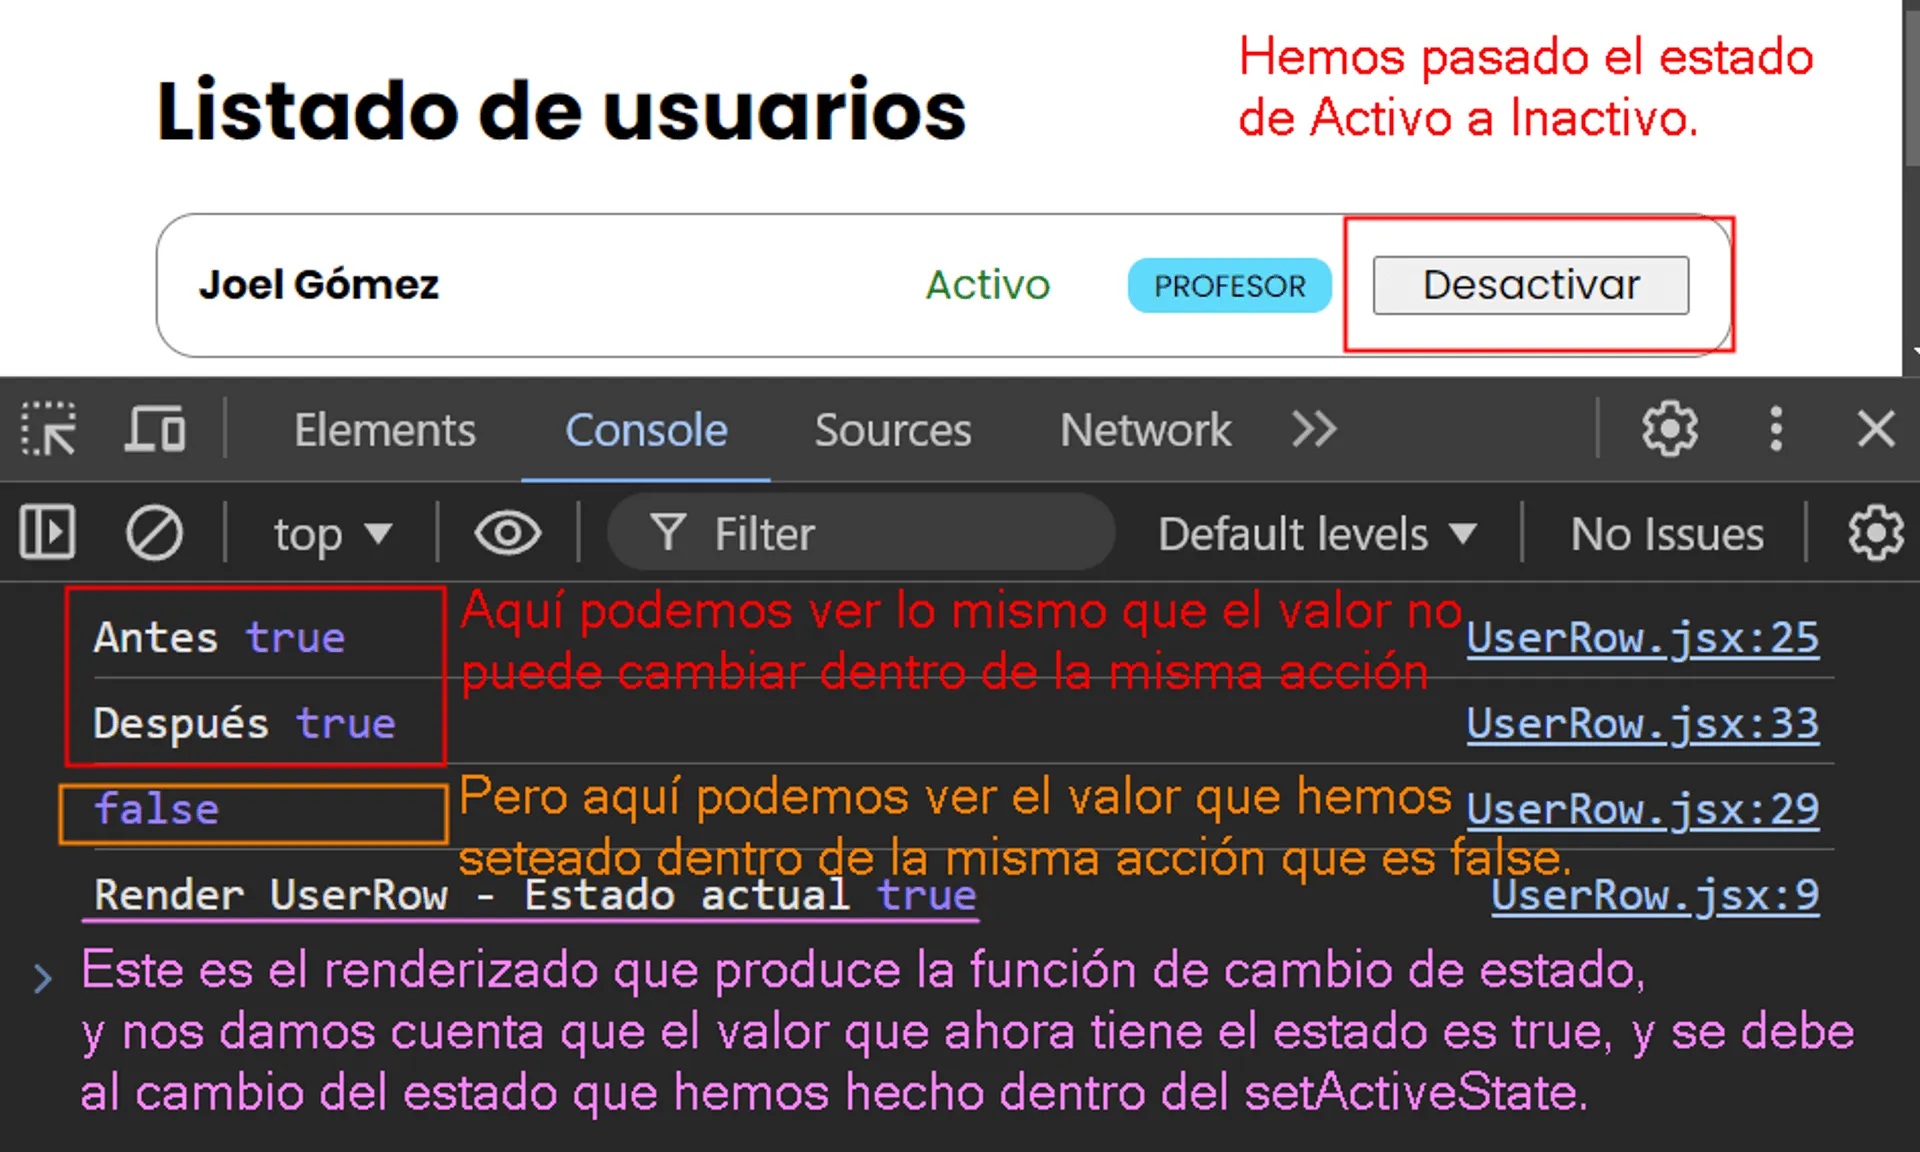 Hemos pasado el estado
de Activo a Inactivo.
Listado de usuarios
Joel Gómez
Activo
PROFESOR
Desactivar
Elements
Console
Sources
Network
top
Filter
Default levels
No Issues
Antes true
Aquí podemos ver lo mismo que el valor no
puede cambiar dentro de la misma acción
UserRow.jsx:25
Después true
UserRow.jsx:33
false
Pero aquí podemos ver el valor que hemos
seteado dentro de la misma acción que es false.
UserRow.jsx:29
Render UserRow - Estado actual true
UserRow.jsx:9
Este es el renderizado que produce la función de cambio de estado,
y nos damos cuenta que el valor que ahora tiene el estado es true, y se debe
al cambio del estado que hemos hecho dentro del setActiveState.